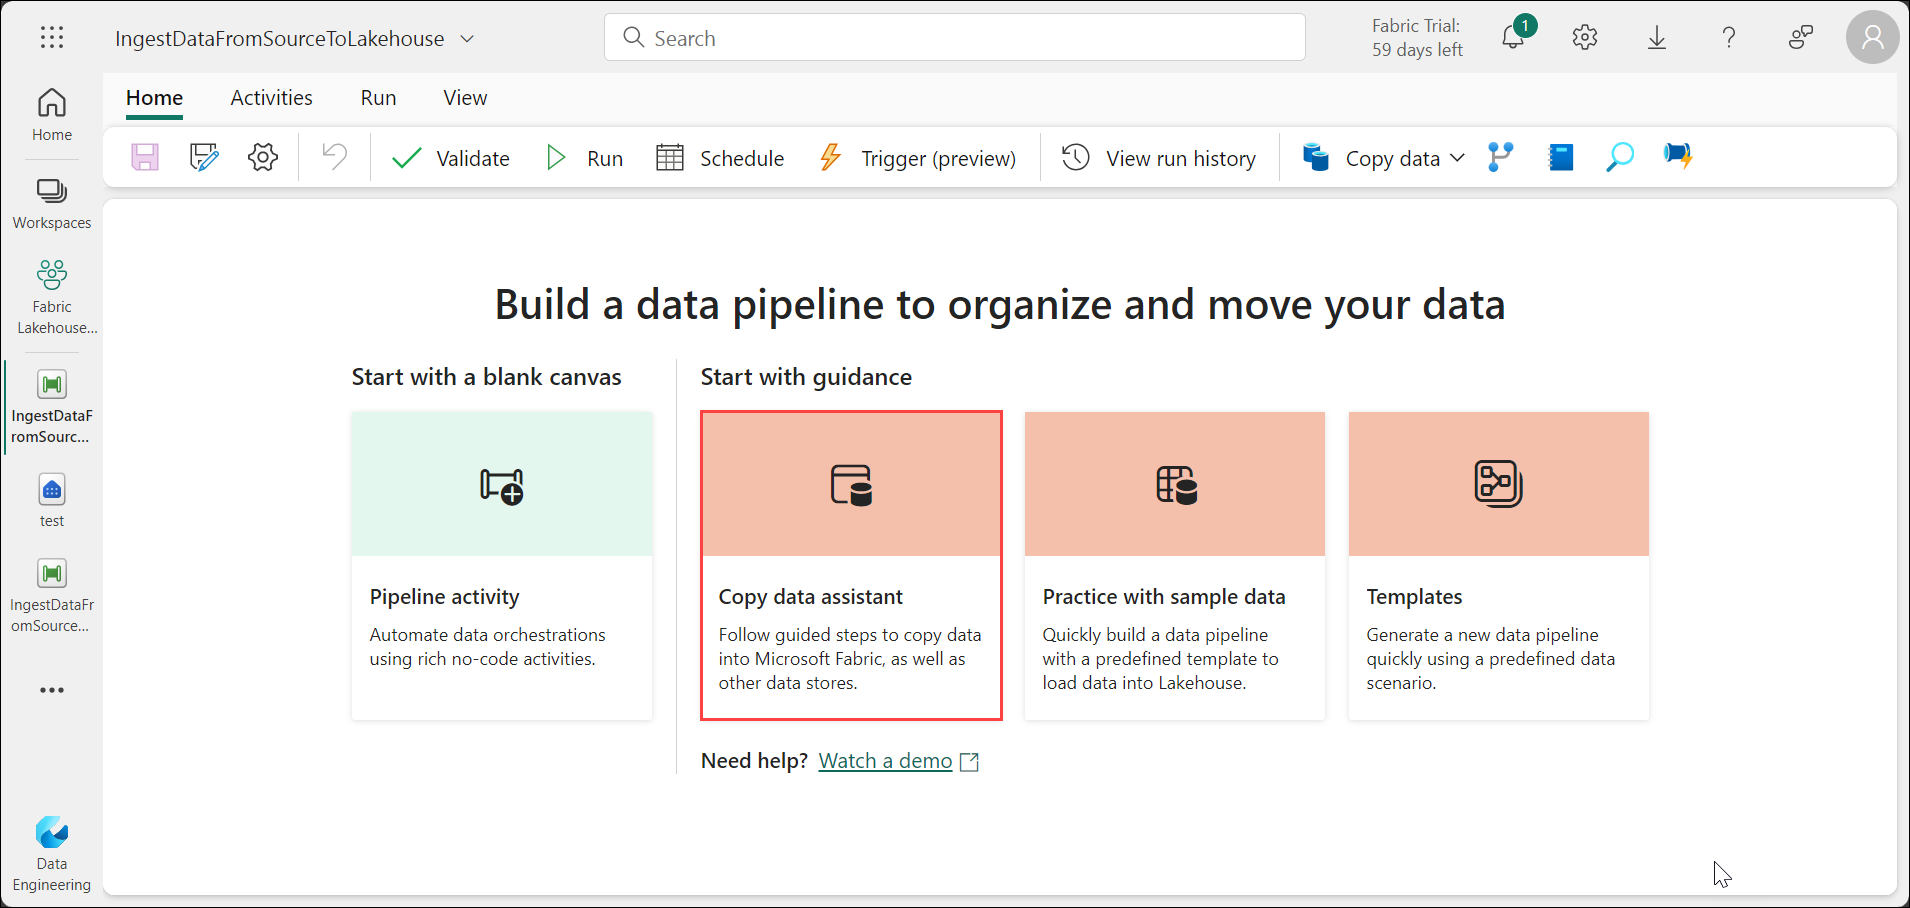 IngestDataFromSourceToLakehouse
Search
Fabric Trial:
59 days left
1
Home
Activities
Run
View
Validate
Run
Schedule
Trigger (preview)
View run history
Copy data
Home
Workspaces
Fabric
Lakehouse...
IngestDataF
romSourc...
test
IngestDataFr
omSource...
Data
Engineering
Build a data pipeline to organize and move your data
Start with a blank canvas
Pipeline activity
Automate data orchestrations
using rich no-code activities.
Start with guidance
Copy data assistant
Follow guided steps to copy data
into Microsoft Fabric, as well as
other data stores.
Practice with sample data
Quickly build a data pipeline
with a predefined template to
load data into Lakehouse.
Templates
Generate a new data pipeline
quickly using a predefined data
scenario.
Need help? Watch a demo